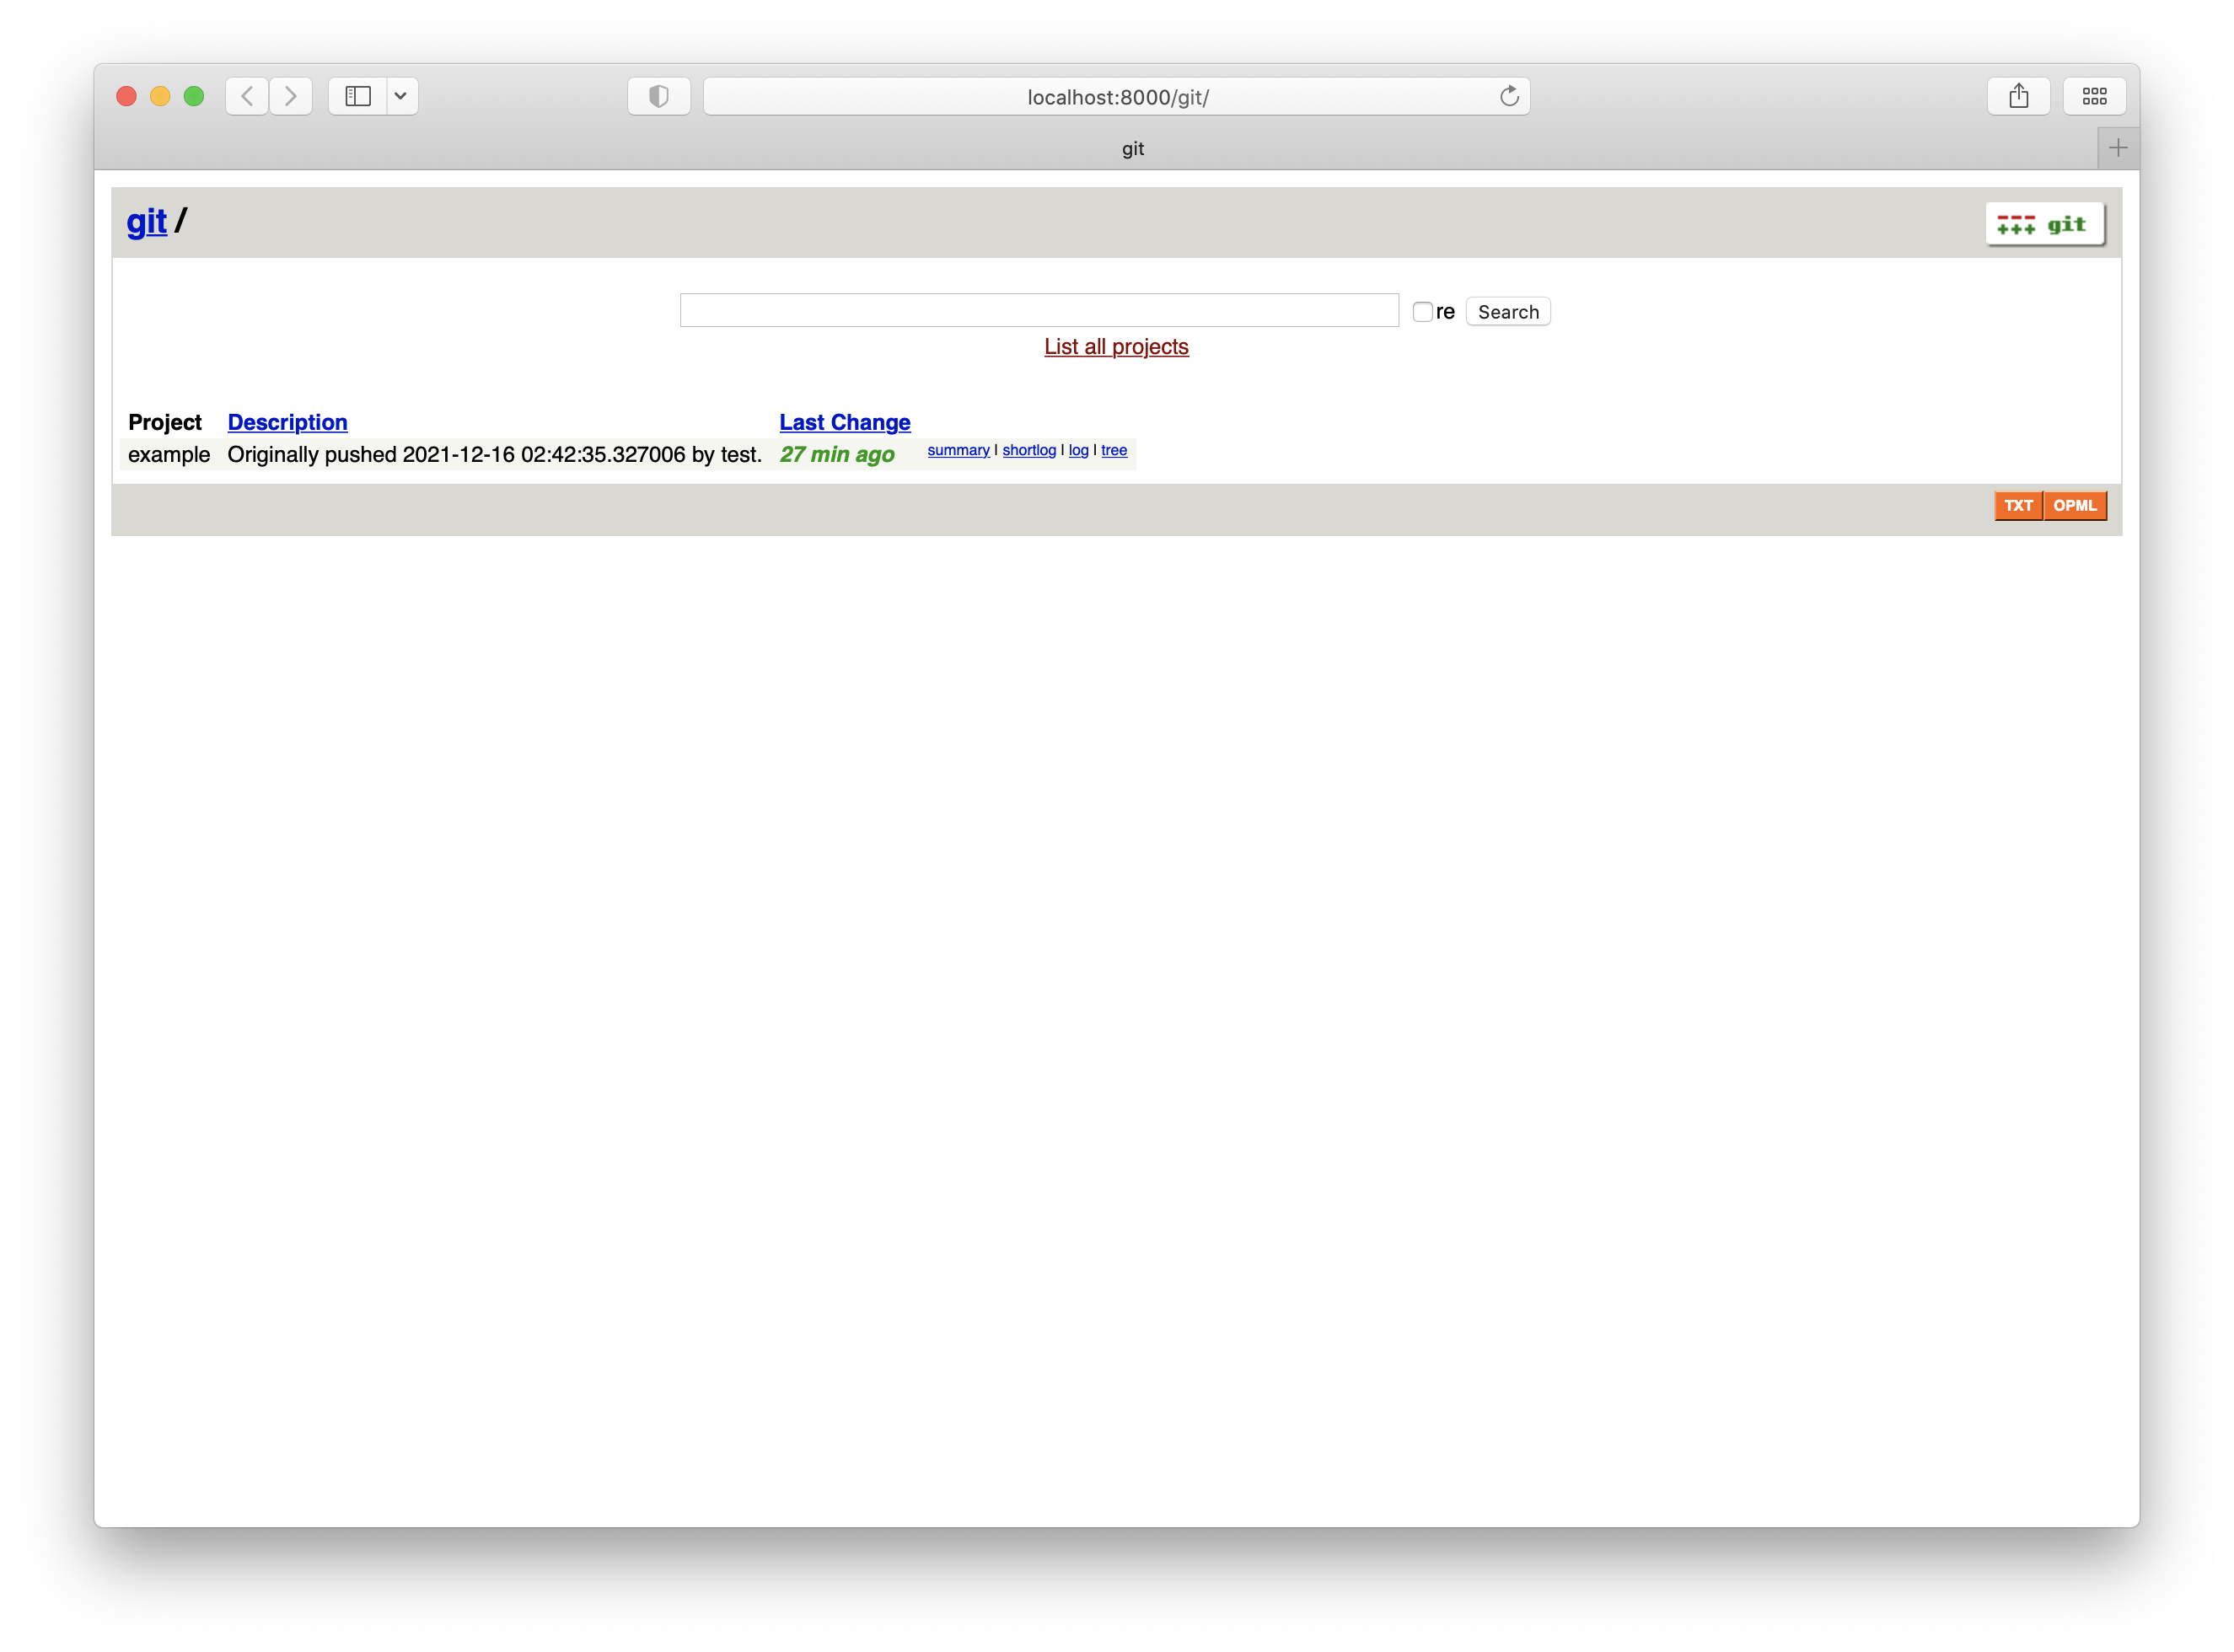 localhost:8000/git/
git
git /
--- +++ git
re Search
List all projects
Project Description Last Change
example Originally pushed 2021-12-16 02:42:35.327006 by test. 27 min ago summary | shortlog | log | tree
TXT OPML